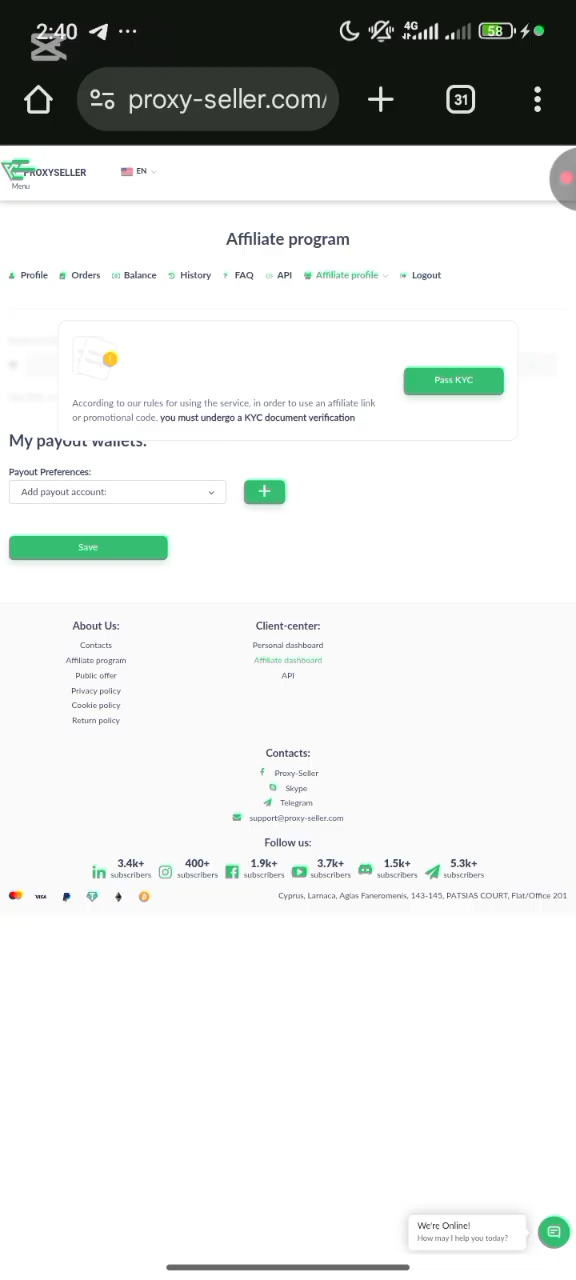 2:40
4G
58
proxy-seller.com/
31
PROXYSELLER
EN
Menu
Affiliate program
Profile Orders Balance History FAQ API Affiliate profile Logout
Pass KYC
According to our rules for using the service, in order to use an affiliate link
or promotional code, you must undergo a KYC document verification
My payout wallets:
Payout Preferences:
Add payout account:
+
Save
About Us:
Contacts
Affiliate program
Public offer
Privacy policy
Cookie policy
Return policy
Client-center:
Personal dashboard
Affiliate dashboard
API
Contacts:
Proxy-Seller
Skype
Telegram
support@proxy-seller.com
Follow us:
3.4k+ 400+ 1.9k+ 3.7k+ 1.5k+ 5.3k+
subscribers subscribers subscribers subscribers subscribers subscribers
VISA
Cyprus, Larnaca, Agias Faneromenis, 143-145, PATSIAS COURT, Flat/Office 201
We're Online!
How may I help you today?